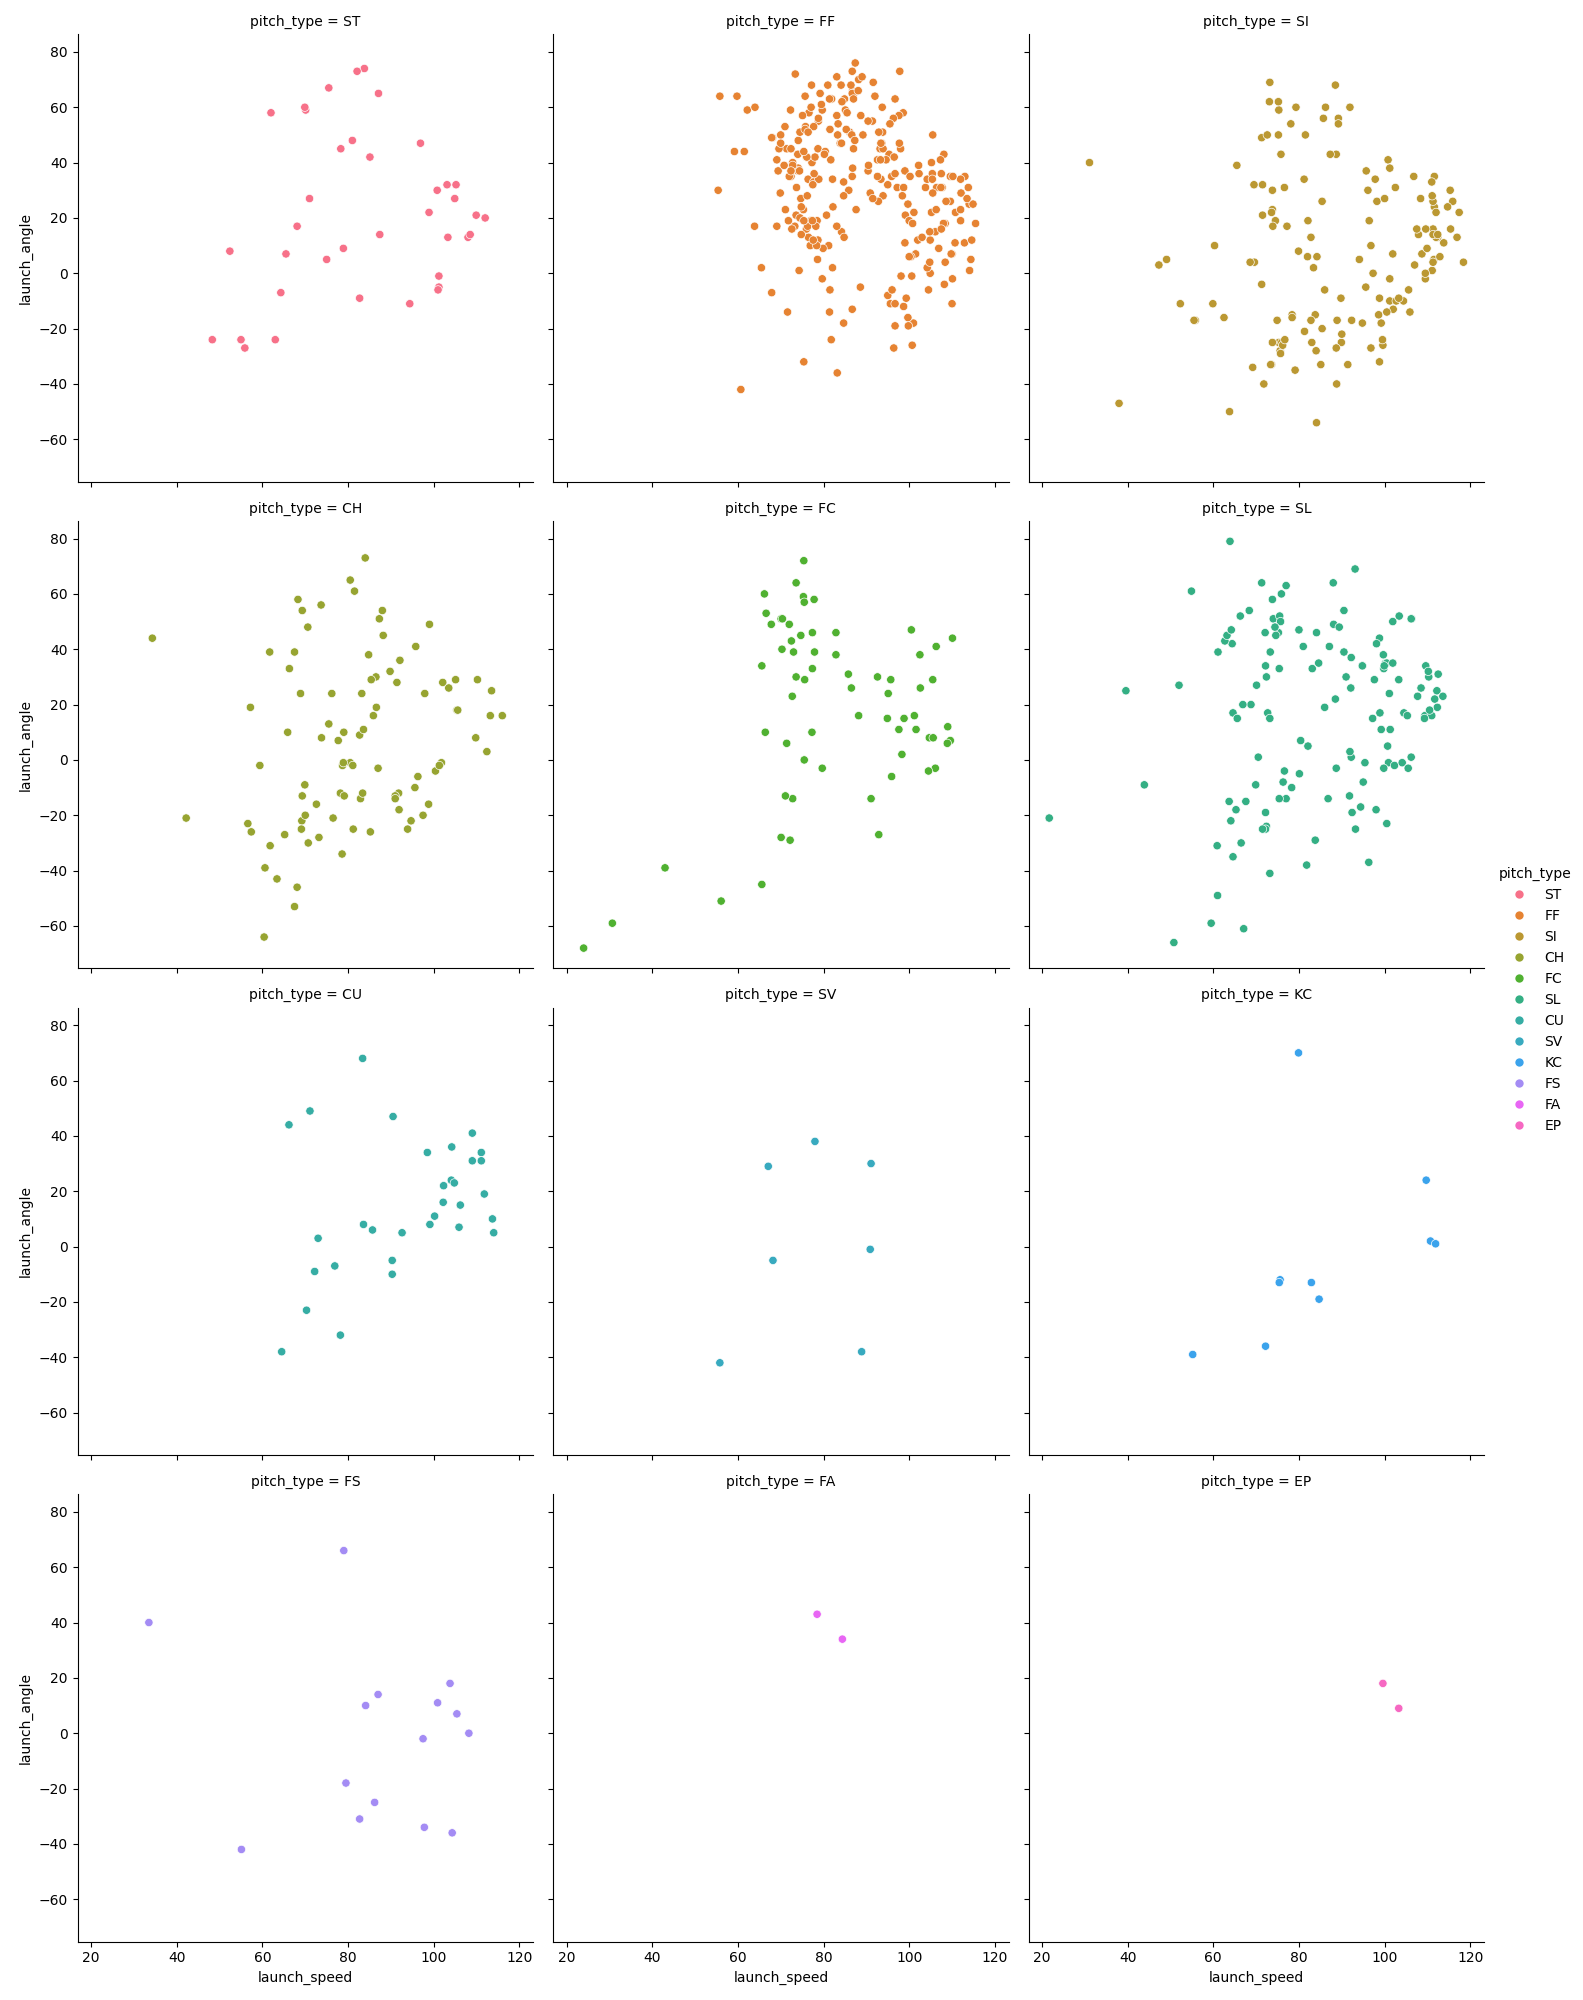 pitch_type = ST
pitch_type = FF
pitch_type = SI
80
60
40
20
0
−20
−40
−60
launch_angle
pitch_type = CH
pitch_type = FC
pitch_type = SL
80
60
40
20
0
−20
−40
−60
launch_angle
pitch_type = CU
pitch_type = SV
pitch_type = KC
80
60
40
20
0
−20
−40
−60
launch_angle
pitch_type = FS
pitch_type = FA
pitch_type = EP
80
60
40
20
0
−20
−40
−60
launch_angle
20 40 60 80 100 120
20 40 60 80 100 120
20 40 60 80 100 120
launch_speed
launch_speed
launch_speed
pitch_type
ST
FF
SI
CH
FC
SL
CU
SV
KC
FS
FA
EP